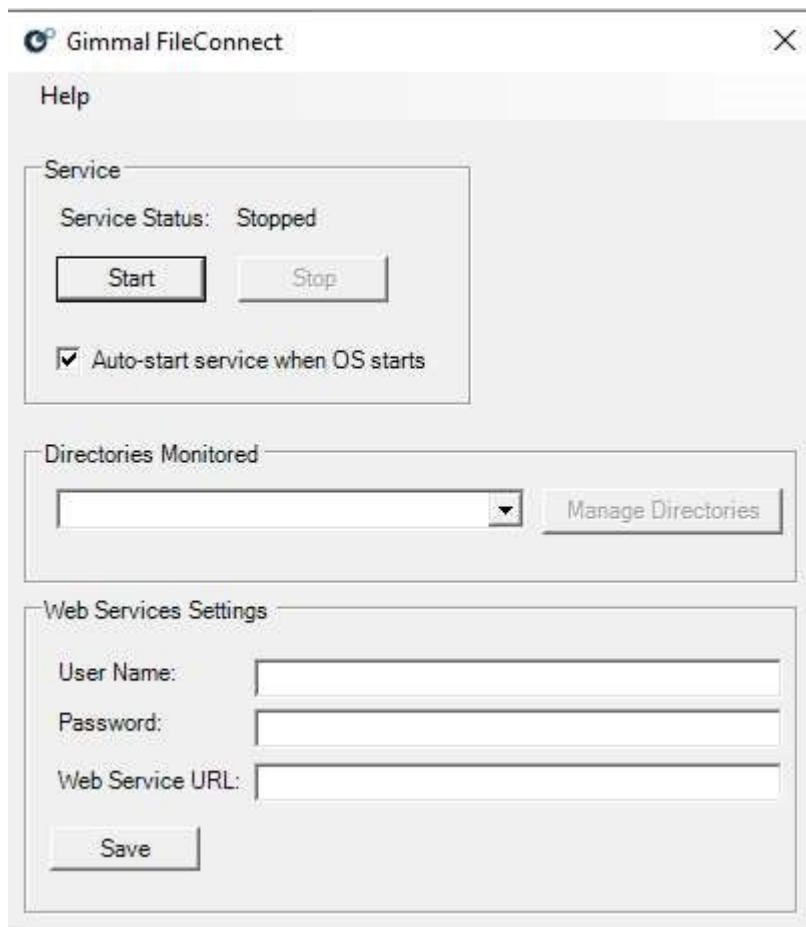 Gimmal FileConnect
Help
Service
Service Status: Stopped
Start Stop
Auto-start service when OS starts
Directories Monitored
Manage Directories
Web Services Settings
User Name:
Password:
Web Service URL:
Save